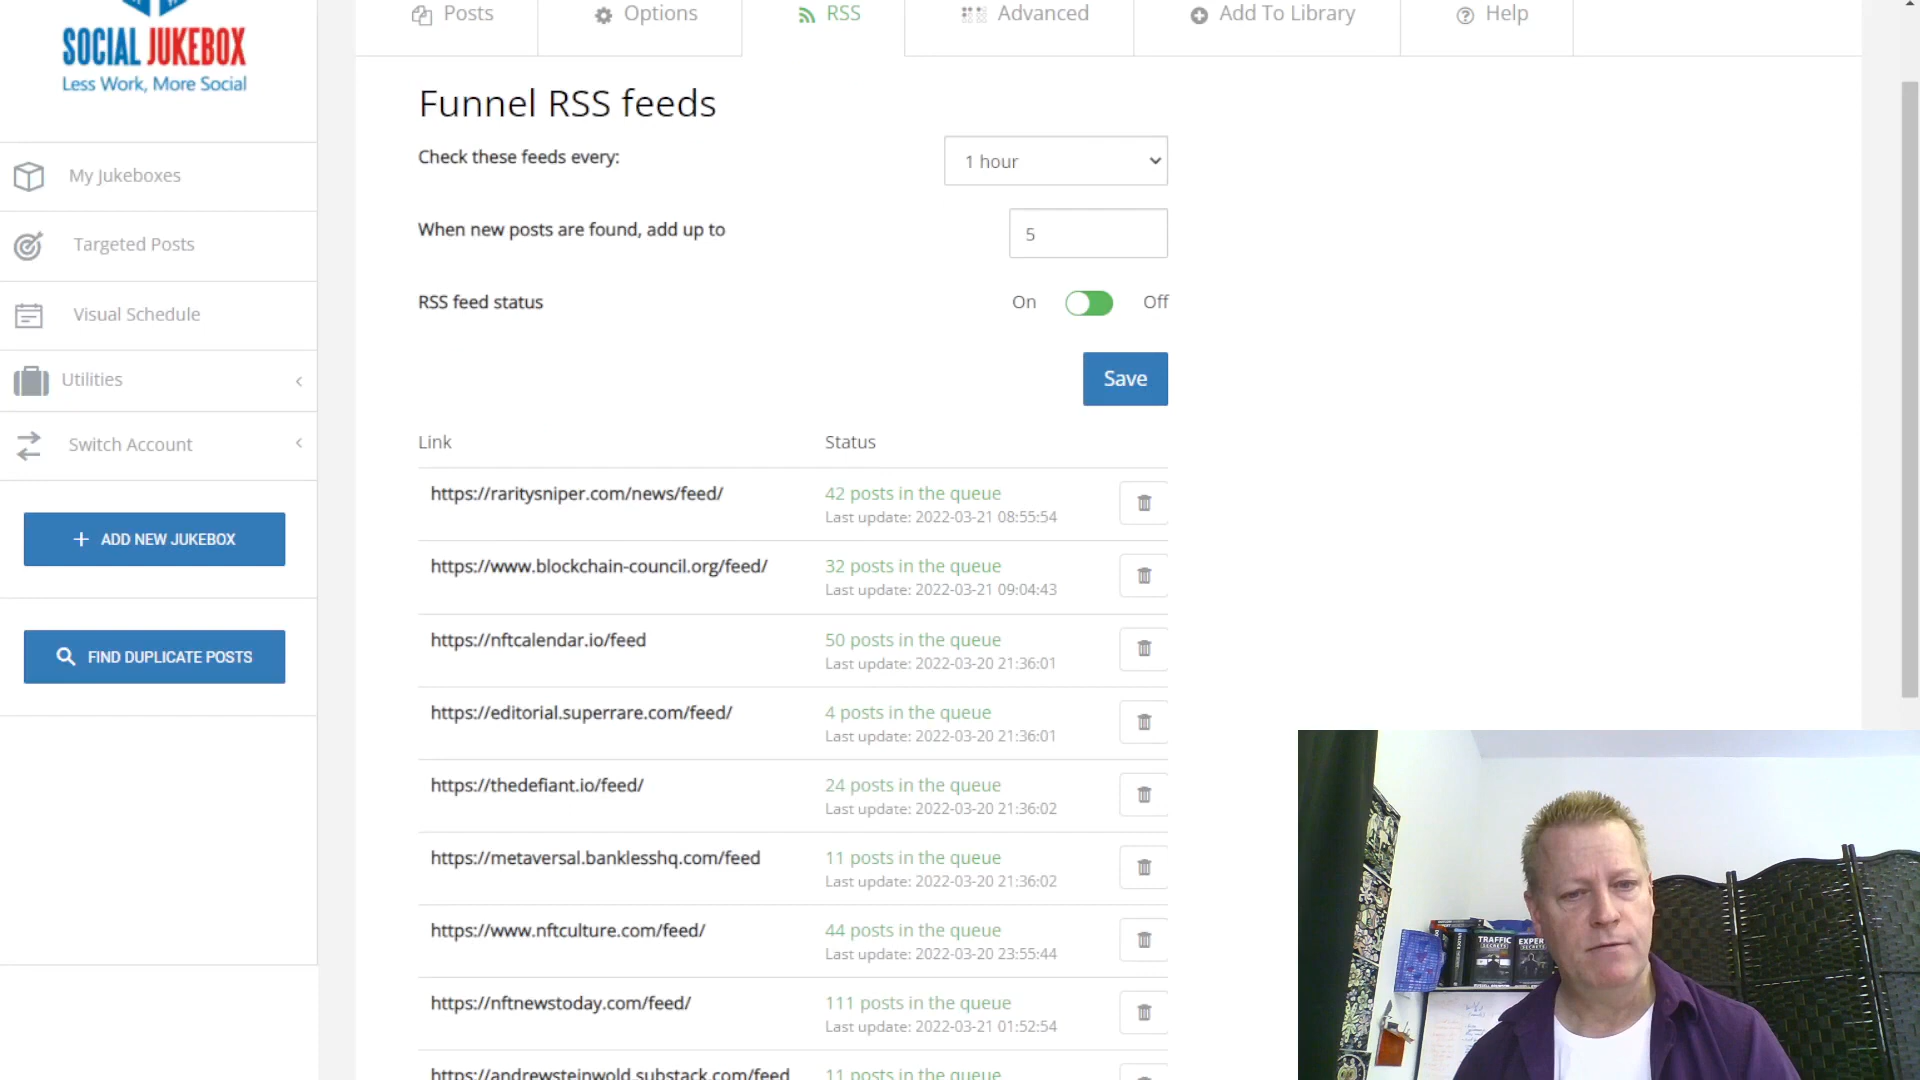 Posts
Options
RSS
Advanced
Add To Library
Help
SOCIAL JUKEBOX
Less Work, More Social
My Jukeboxes
Targeted Posts
Visual Schedule
Utilities
Switch Account
ADD NEW JUKEBOX
FIND DUPLICATE POSTS
Funnel RSS feeds
Check these feeds every:
1 hour
When new posts are found, add up to
5
RSS feed status
On
Off
Save
Link
Status
https://raritysniper.com/news/feed/
42 posts in the queue
Last update: 2022-03-21 08:55:54
https://www.blockchain-council.org/feed/
32 posts in the queue
Last update: 2022-03-21 09:04:43
https://nftcalendar.io/feed
50 posts in the queue
Last update: 2022-03-20 21:36:01
https://editorial.superrare.com/feed/
4 posts in the queue
Last update: 2022-03-20 21:36:01
https://thedefiant.io/feed/
24 posts in the queue
Last update: 2022-03-20 21:36:02
https://metaversal.banklesshq.com/feed
11 posts in the queue
Last update: 2022-03-20 21:36:02
https://www.nftculture.com/feed/
44 posts in the queue
Last update: 2022-03-20 23:55:44
https://nftnewstoday.com/feed/
111 posts in the queue
Last update: 2022-03-21 01:52:54
https://andrewsteinwold.substack.com/feed
11 posts in the queue
TRAFFIC
SECRETS
EXPER